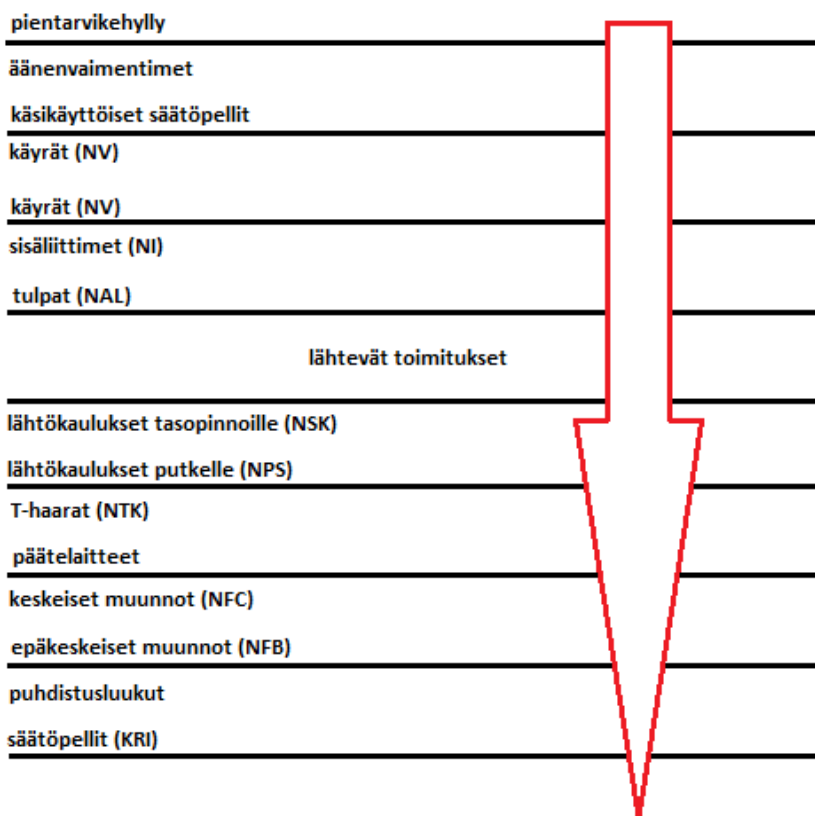 pientarvikehylly
äänenvaimentimet
käsikäyttöiset säätöpellit
käyrät (NV)
käyrät (NV)
sisäliittimet (NI)
tulpat (NAL)
lähtevät toimitukset
lähtökaulukset tasopinnoille (NSK)
lähtökaulukset putkelle (NPS)
T-haarat (NTK)
päätelaitteet
keskeiset muunnot (NFC)
epäkeskeiset muunnot (NFB)
puhdistusluukut
säätöpellit (KRI)